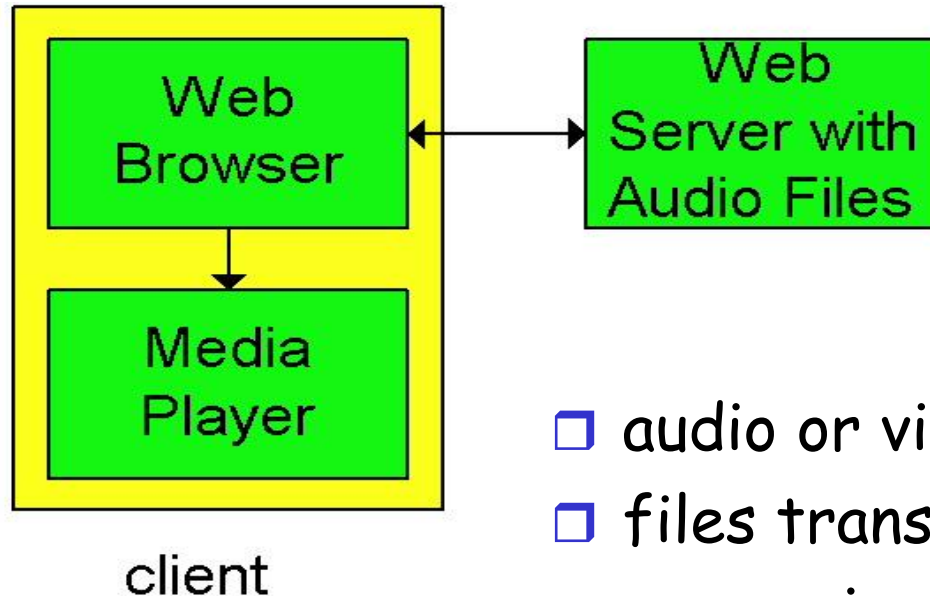 Web
Browser
Web
Server with
Audio Files
Media
Player
client
audio or vi
files trans